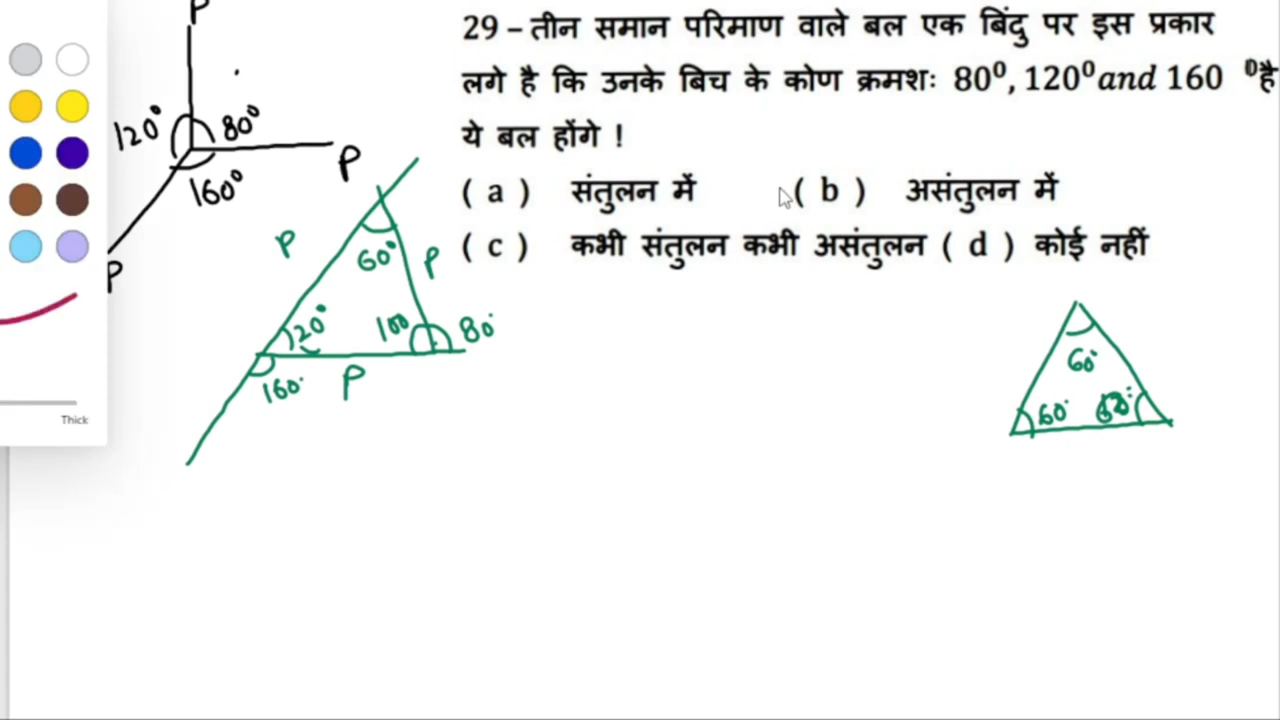 29 – तीन समान परिमाण वाले बल एक बिंदु पर इस प्रकार
लगे है कि उनके बिच के कोण क्रमशः 80⁰, 120⁰ and 160 ⁰है
ये बल होंगे !
( a ) संतुलन में ( b ) असंतुलन में
( c ) कभी संतुलन कभी असंतुलन ( d ) कोई नहीं
P
120° 80°
P
160°
P
P
60° P
20° 100 80°
160° P
60°
60°
Thick